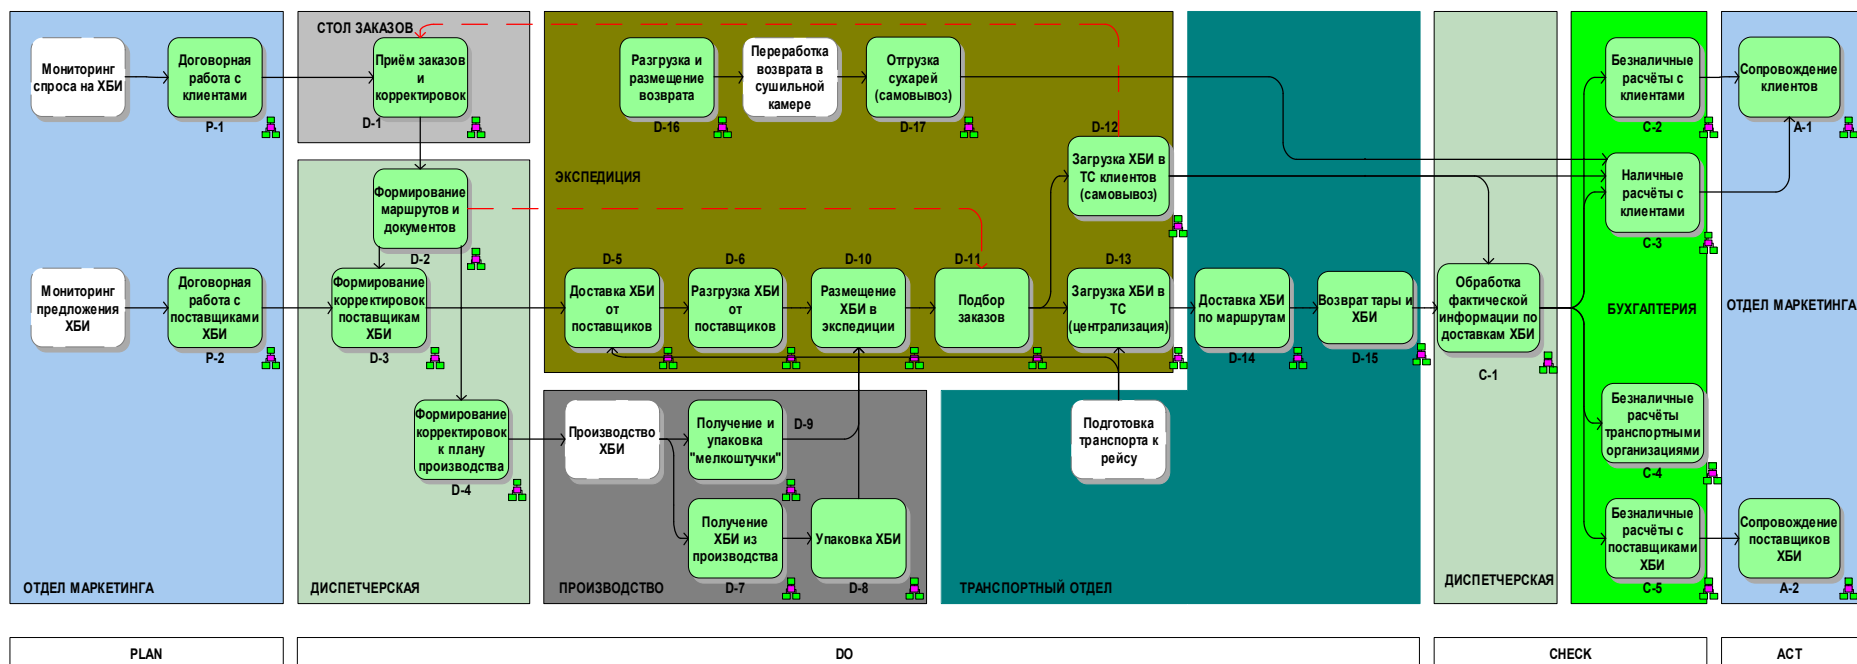 Мониторинг
спроса на ХБИ
Договорная
работа с
клиентами
P-1
Мониторинг
предложения
ХБИ
Договорная
работа с
поставщиками
ХБИ
P-2
ОТДЕЛ МАРКЕТИНГА
СТОЛ ЗАКАЗОВ
Приём заказов
и
корректировок
D-1
Формирование
маршрутов и
документов
D-2
Формирование
корректировок
поставщикам
ХБИ
D-3
Формирование
корректировок
к плану
производства
D-4
ДИСПЕТЧЕРСКАЯ
Разгрузка и
размещение
возврата
D-16
Переработка
возврата в
сушильной
камере
Отгрузка
сухарей
(самовывоз)
D-17
ЭКСПЕДИЦИЯ
D-12
Загрузка ХБИ в
ТС клиентов
(самовывоз)
D-5
Доставка ХБИ
от
поставщиков
D-6
Разгрузка ХБИ
от
поставщиков
D-10
Размещение
ХБИ в
экспедиции
D-11
Подбор
заказов
D-13
Загрузка ХБИ в
ТС
(централизация)
Доставка ХБИ
по маршрутам
D-14
Возврат тары и
ХБИ
D-15
Производство
ХБИ
Получение и
упаковка
"мелкоштучки"
D-9
Получение
ХБИ из
производства
D-7
Упаковка ХБИ
D-8
ПРОИЗВОДСТВО
Подготовка
транспорта к
рейсу
ТРАНСПОРТНЫЙ ОТДЕЛ
Обработка
фактической
информации по
доставкам ХБИ
C-1
ДИСПЕТЧЕРСКАЯ
Безналичные
расчёты с
клиентами
C-2
Наличные
расчёты с
клиентами
C-3
БУХГАЛТЕРИЯ
Безналичные
расчёты
транспортными
организациями
C-4
Безналичные
расчёты с
поставщиками
ХБИ
C-5
Сопровождение
клиентов
A-1
ОТДЕЛ МАРКЕТИНГА
Сопровождение
поставщиков
ХБИ
A-2
PLAN
DO
CHECK
ACT